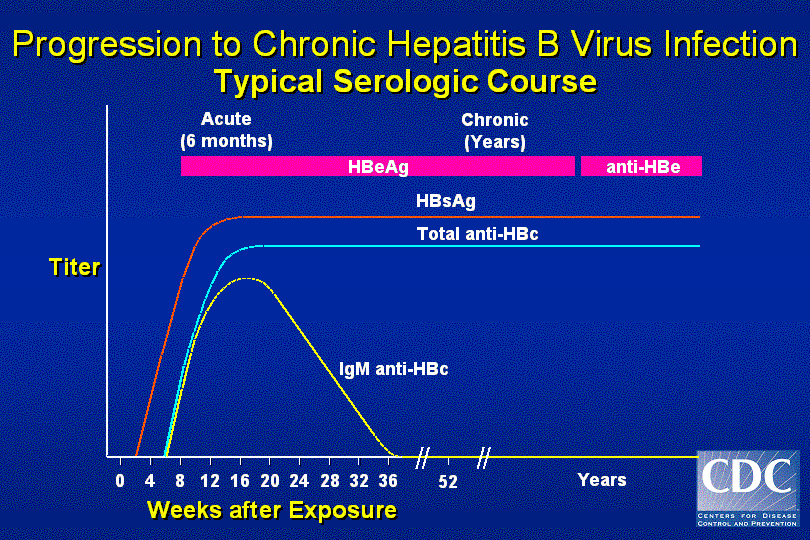 Progression to Chronic Hepatitis B Virus Infection
Typical Serologic Course
Acute
(6 months)
Chronic
(Years)
HBeAg
anti-HBe
HBsAg
Total anti-HBc
Titer
IgM anti-HBc
0 4 8 12 16 20 24 28 32 36 52 Years
Weeks after Exposure
CDC
CENTERS FOR DISEASE
CONTROL AND PREVENTION